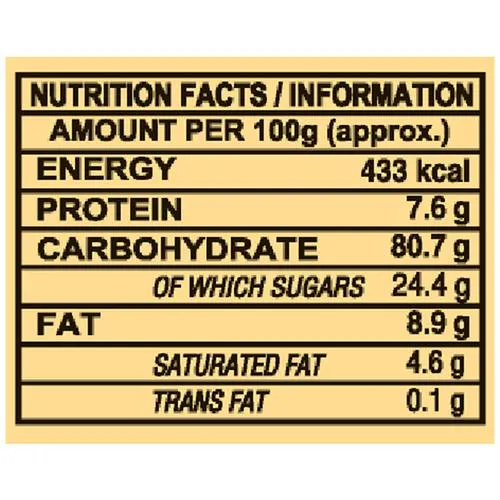 NUTRITION FACTS / INFORMATION
AMOUNT PER 100g (approx.)
ENERGY 433 kcal
PROTEIN 7.6 g
CARBOHYDRATE 80.7 g
OF WHICH SUGARS 24.4 g
FAT 8.9 g
SATURATED FAT 4.6 g
TRANS FAT 0.1 g